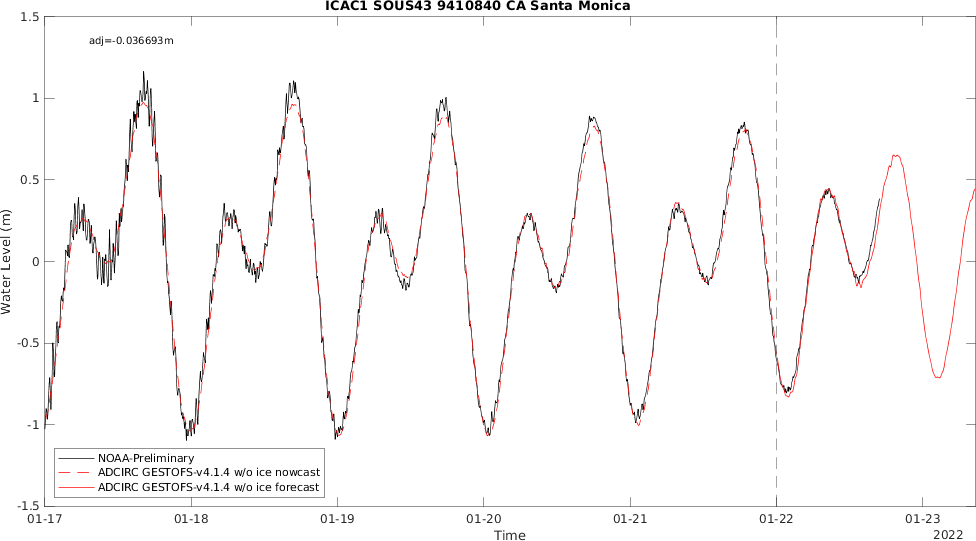 ICAC1 SOUS43 9410840 CA Santa Monica
adj=-0.036693m
1.5
1
0.5
0
-0.5
-1
-1.5
Water Level (m)
NOAA-Preliminary
ADCIRC GESTOFS-v4.1.4 w/o ice nowcast
ADCIRC GESTOFS-v4.1.4 w/o ice forecast
01-17
01-18
01-19
01-20
01-21
01-22
01-23
Time
2022